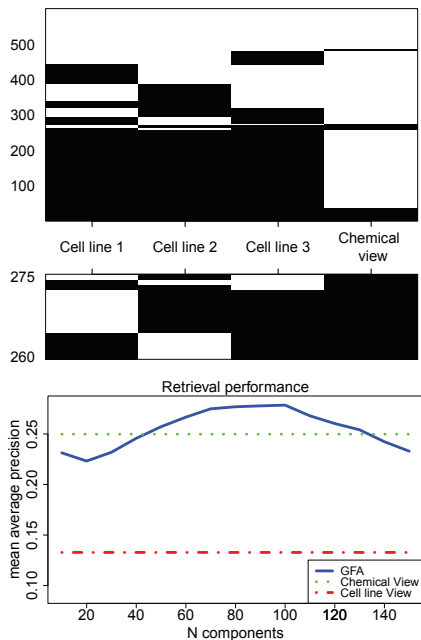 500
400
300
200
100
Cell line 1 Cell line 2 Cell line 3 Chemical view
275
260
Retrieval performance
mean average precision
0.25
0.20
0.15
0.10
GFA
Chemical View
Cell line View
20 40 60 80 100 120 140
N components